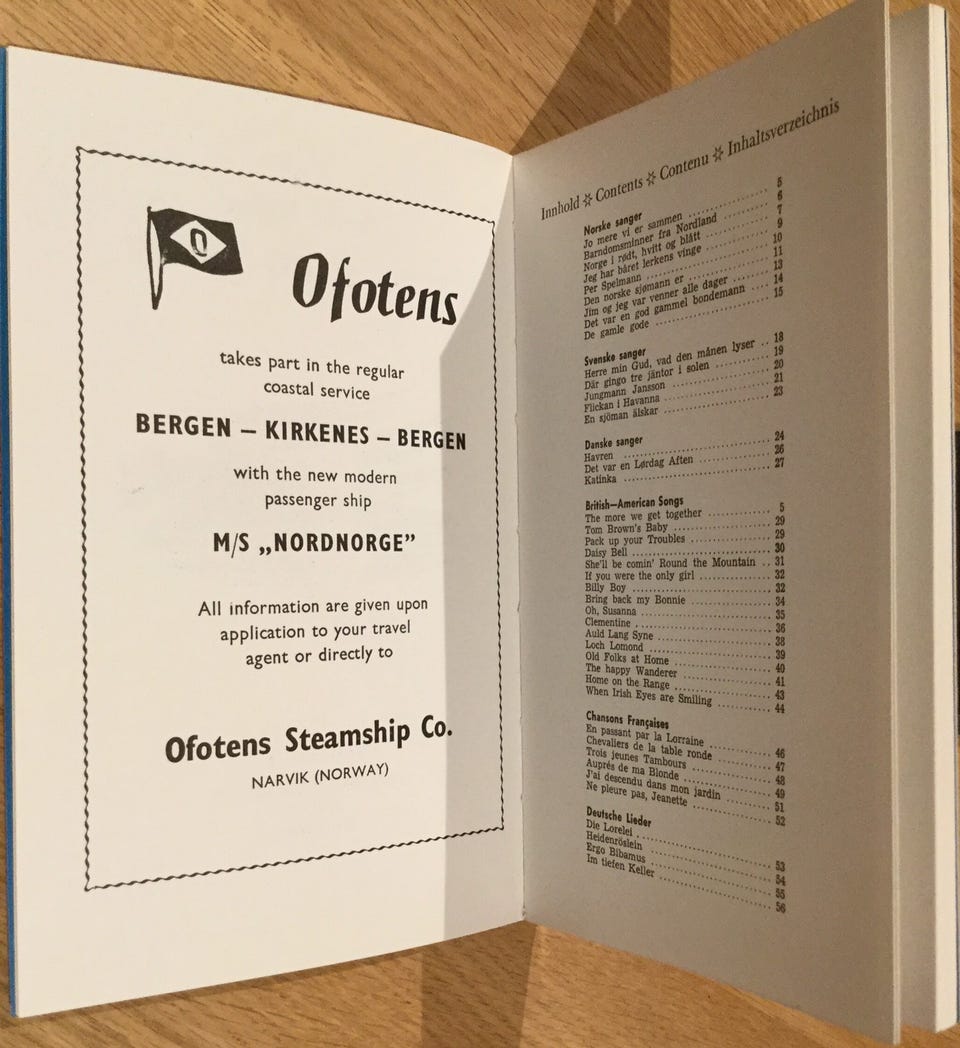 O
Ofotens
takes part in the regular
coastal service
BERGEN – KIRKENES – BERGEN
with the new modern
passenger ship
M/S „NORDNORGE”
All information are given upon
application to your travel
agent or directly to
Ofotens Steamship Co.
NARVIK (NORWAY)
Innhold ☼ Contents ☼ Contenu ☼ Inhaltsverzeichnis
Norske sanger
Jo mere vi er sammen .................. 5
Barndomsminner fra Nordland .......... 6
Norge i rødt, hvitt og blått ............. 7
Jeg har båret lerkens vinge ............. 9
Per Spelmann .......................... 10
Den norske sjømann er ................. 11
Jim og jeg var venner alle dager ........ 13
Det var en god gammel bondemann .... 14
De gamle gode ......................... 15
Svenske sanger
Herre min Gud, vad den månen lyser .. 18
Där gingo tre jäntor i solen ............ 19
Jungmann Jansson ...................... 20
Flickan i Havanna ...................... 21
En sjöman älskar ....................... 23
Danske sanger
Havren ................................ 24
Det var en Lørdag Aften ............... 26
Katinka ............................... 27
British–American Songs
The more we get together .............. 5
Tom Brown's Baby ..................... 29
Pack up your Troubles ................. 29
Daisy Bell ............................. 30
She'll be comin' Round the Mountain .. 31
If you were the only girl ............... 32
Billy Boy .............................. 32
Bring back my Bonnie ................. 34
Oh, Susanna ........................... 35
Clementine ............................ 36
Auld Lang Syne ........................ 38
Loch Lomond .......................... 39
Old Folks at Home ..................... 40
The happy Wanderer ................... 41
Home on the Range .................... 43
When Irish Eyes are Smiling ........... 44
Chansons Françaises
En passant par la Lorraine ............. 46
Chevaliers de la table ronde ............ 47
Trois jeunes Tambours ................. 48
Auprés de ma Blonde .................. 49
J'ai descendu dans mon jardin .......... 51
Ne pleure pas, Jeanette ................ 52
Deutsche Lieder
Die Lorelei ............................ 53
Heidenröslein .......................... 54
Ergo Bibamus .......................... 55
Im tiefen Keller ........................ 56